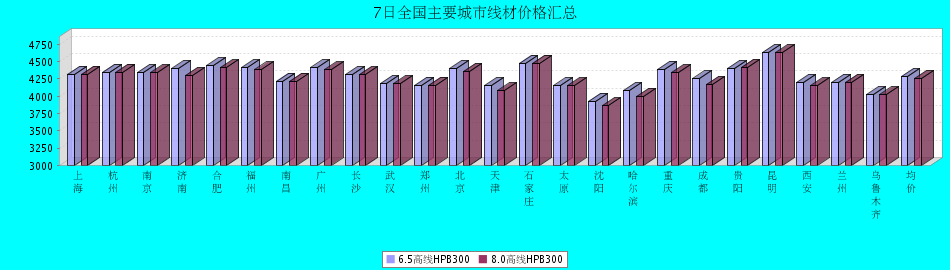 7日全国主要城市线材价格汇总
4750
4500
4250
4000
3750
3500
3250
3000
上海
杭州
南京
济南
合肥
福州
南昌
广州
长沙
武汉
郑州
北京
天津
石家庄
太原
沈阳
哈尔滨
重庆
成都
贵阳
昆明
西安
兰州
乌鲁木齐
均价
6.5高线HPB300
8.0高线HPB300